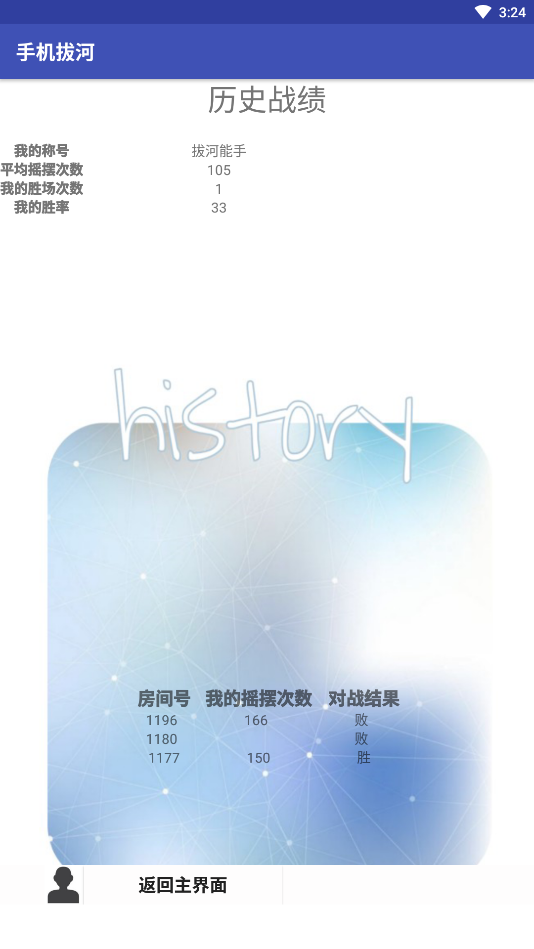 3:24
手机拔河
历史战绩
我的称号 拔河能手
平均摇摆次数 105
我的胜场次数 1
我的胜率 33
history
房间号 我的摇摆次数 对战结果
1196 166 败
1180 败
1177 150 胜
返回主界面